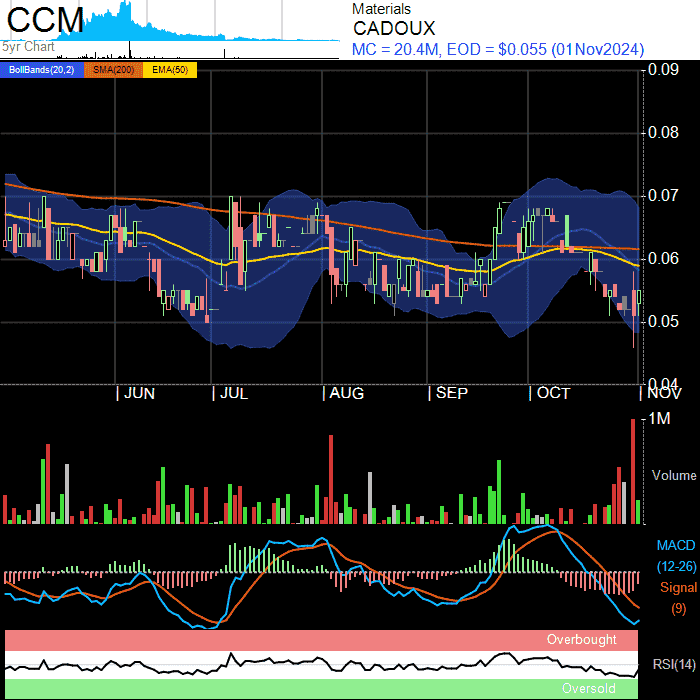 CCM
5yr Chart
Materials
CADOUX
MC = 20.4M, EOD = $0.055 (01Nov2024)
BollBands(20,2) SMA(200) EMA(50)
0.09
0.08
0.07
0.06
0.05
0.04
JUN JUL AUG SEP OCT NOV
1M
Volume
MACD
(12-26)
Signal
(9)
Overbought
RSI(14)
Oversold